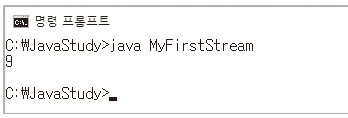 명령 프롬프트
C:₩JavaStudy>java MyFirstStream
9
C:₩JavaStudy>